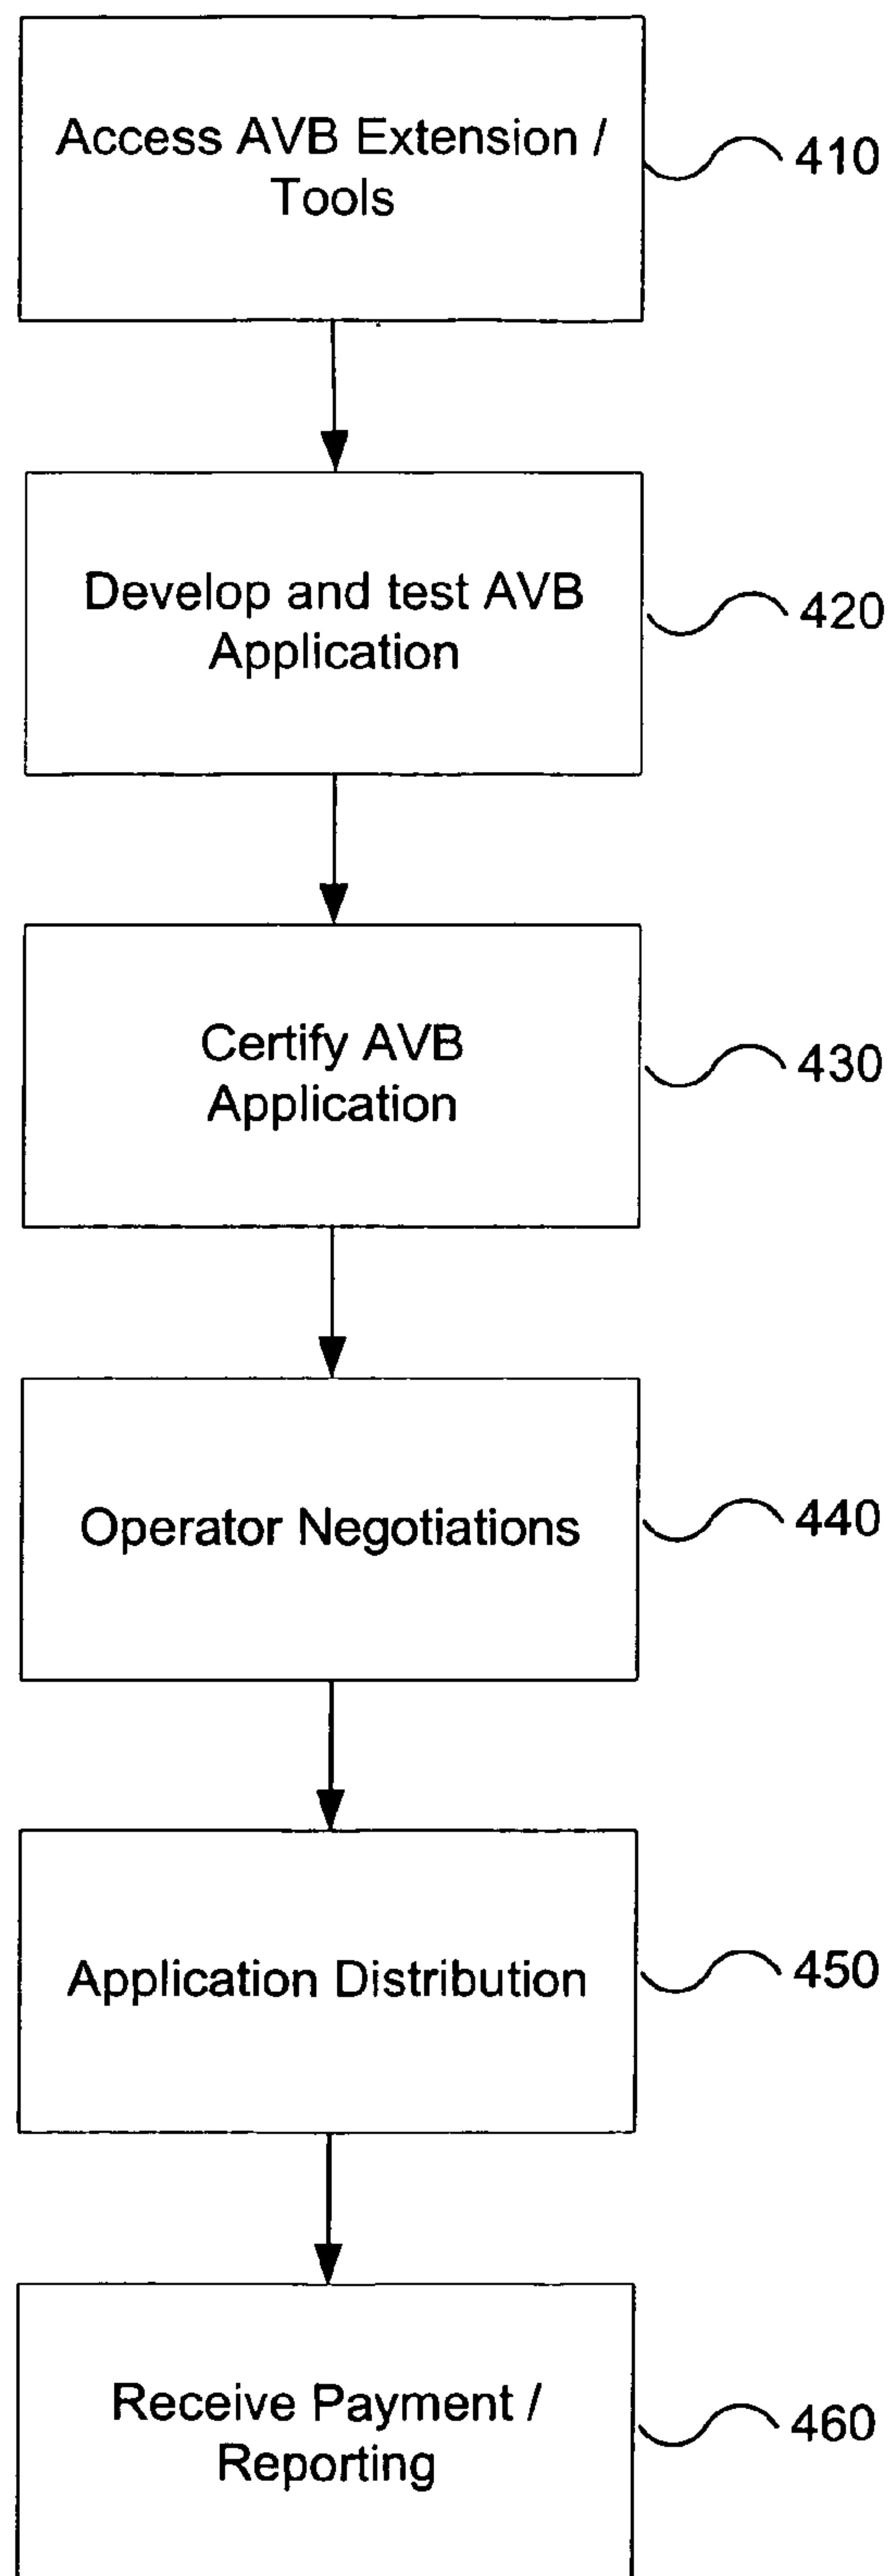 Access AVB Extension /
Tools
410
Develop and test AVB
Application
420
Certify AVB
Application
430
Operator Negotiations
440
Application Distribution
450
Receive Payment /
Reporting
460